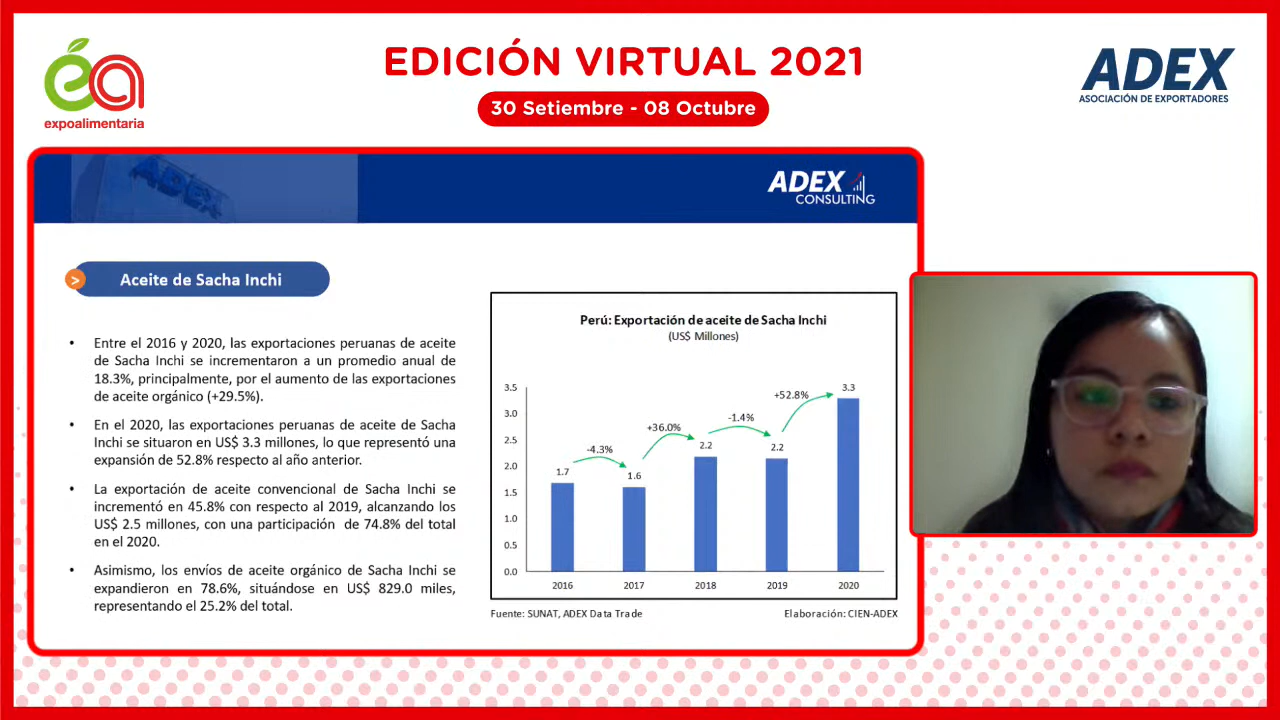 EDICIÓN VIRTUAL 2021
30 Setiembre - 08 Octubre
éa
expoalimentaria
ADEX
ASOCIACIÓN DE EXPORTADORES
ADEX
ADEX
CONSULTING
>
Aceite de Sacha Inchi
• Entre el 2016 y 2020, las exportaciones peruanas de aceite
de Sacha Inchi se incrementaron a un promedio anual de
18.3%, principalmente, por el aumento de las exportaciones
de aceite orgánico (+29.5%).
• En el 2020, las exportaciones peruanas de aceite de Sacha
Inchi se situaron en US$ 3.3 millones, lo que representó una
expansión de 52.8% respecto al año anterior.
• La exportación de aceite convencional de Sacha Inchi se
incrementó en 45.8% con respecto al 2019, alcanzando los
US$ 2.5 millones, con una participación de 74.8% del total
en el 2020.
• Asimismo, los envíos de aceite orgánico de Sacha Inchi se
expandieron en 78.6%, situándose en US$ 829.0 miles,
representando el 25.2% del total.
Perú: Exportación de aceite de Sacha Inchi
(US$ Millones)
3.5
3.0
2.5
2.0
1.5
1.0
0.5
0.0
1.7
-4.3%
1.6
+36.0%
2.2
-1.4%
2.2
+52.8%
3.3
2016 2017 2018 2019 2020
Fuente: SUNAT, ADEX Data Trade
Elaboración: CIEN-ADEX